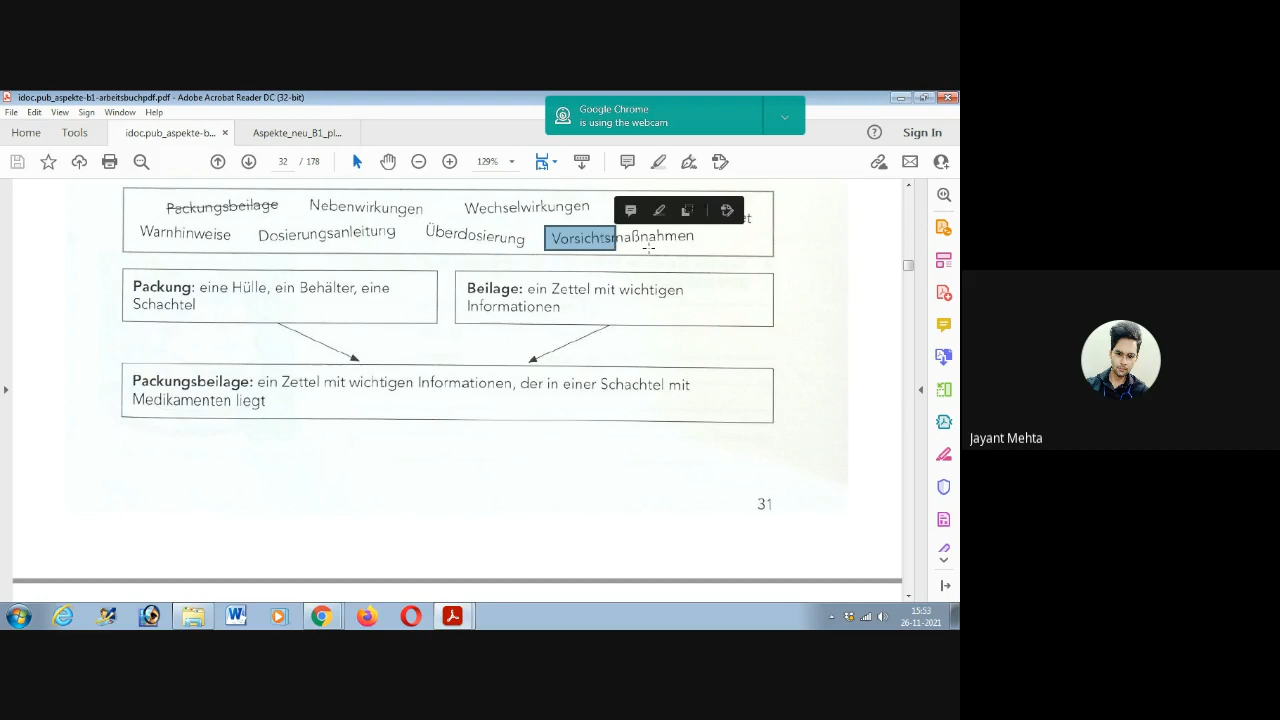 idoc.pub_aspekte-b1-arbeitsbuchpdf.pdf - Adobe Acrobat Reader DC (32-bit)
File Edit View Sign Window Help
Google Chrome
is using the webcam
Home Tools idoc.pub_aspekte-b... × Aspekte_neu_B1_pl... Sign In
32 / 178 129%
Packungsbeilage Nebenwirkungen Wechselwirkungen
Warnhinweise Dosierungsanleitung Überdosierung Vorsichtsmaßnahmen
Packung: eine Hülle, ein Behälter, eine
Schachtel
Beilage: ein Zettel mit wichtigen
Informationen
Packungsbeilage: ein Zettel mit wichtigen Informationen, der in einer Schachtel mit
Medikamenten liegt
31
Jayant Mehta
15:53
26-11-2021